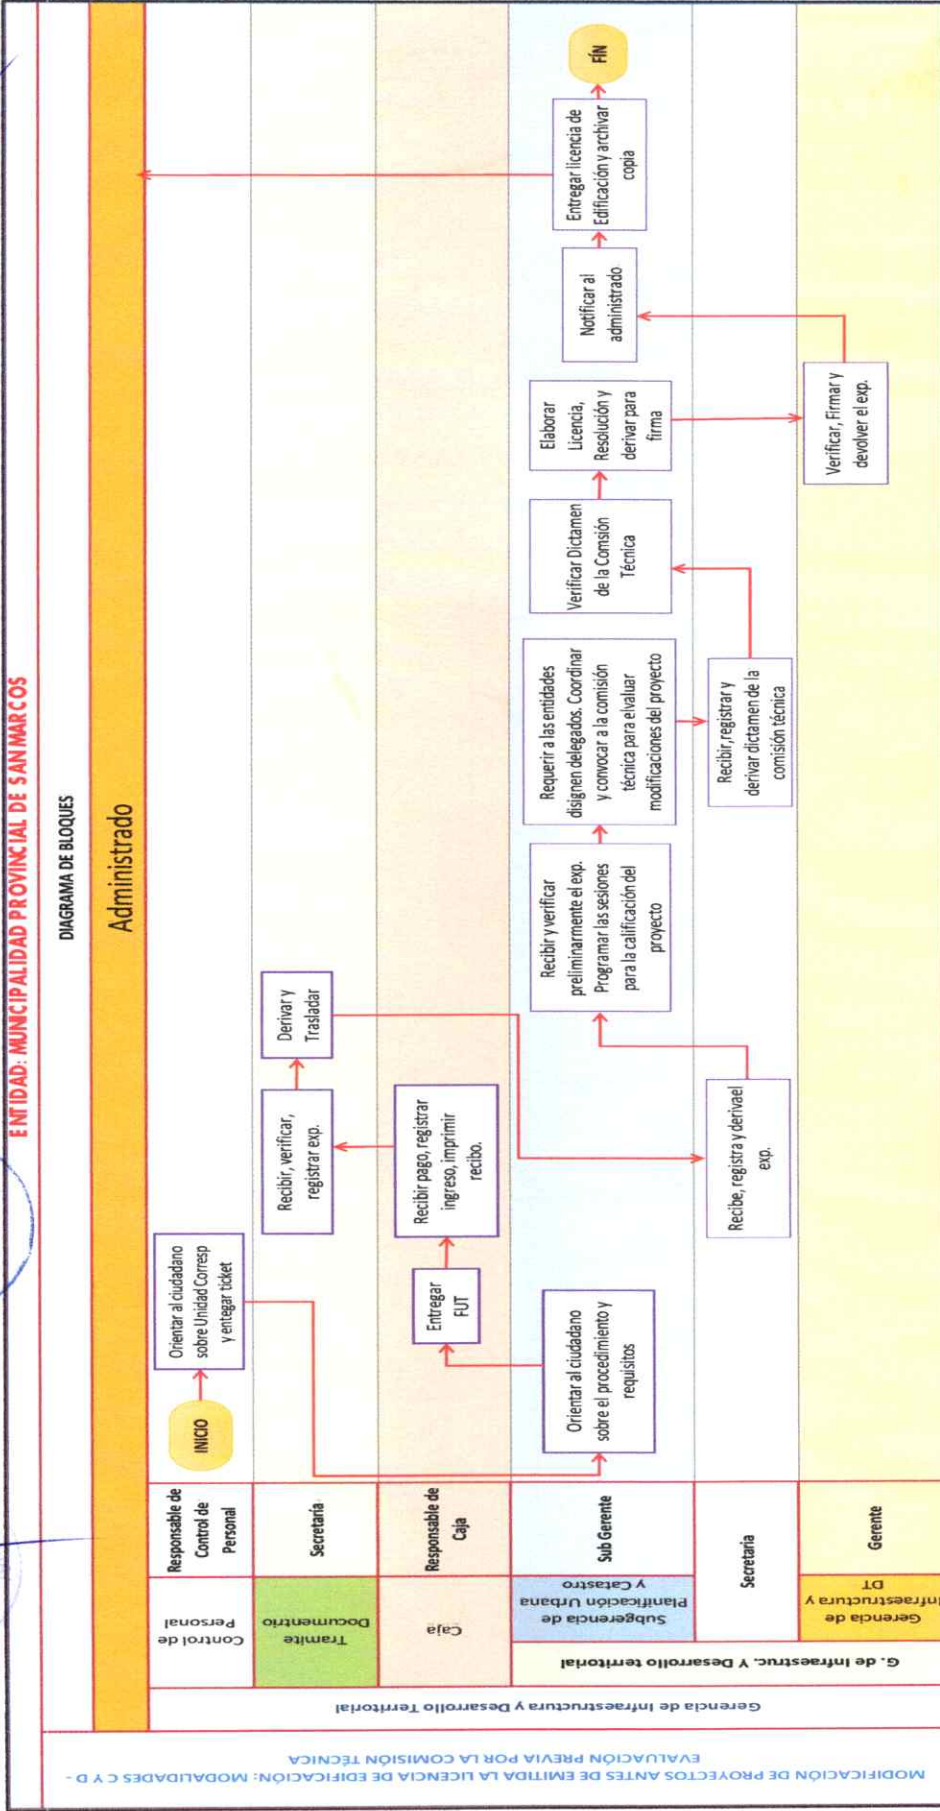 ENTIDAD: MUNICIPALIDAD PROVINCIAL DE SAN MARCOS
DIAGRAMA DE BLOQUES
Administrado
MODIFICACIÓN DE PROYECTOS ANTES DE EMITIDA LA LICENCIA DE EDIFICACIÓN: MODALIDADES C Y D -
EVALUACIÓN PREVIA POR LA COMISIÓN TÉCNICA
Gerencia de Infraestructura y Desarrollo Territorial
G. de Infraestruc. Y Desarrollo territorial
Control de
Personal
Responsable de
Control de
Personal
INICIO
Orientar al ciudadano
sobre Unidad Corresp
y entegar ticket
Tramite
Documentrio
Secretaría
Recibir, verificar,
registrar exp.
Derivar y
Trasladar
Caja
Responsable de
Caja
Entregar
FUT
Recibir pago, registrar
ingreso, imprimir
recibo.
Subgerencia de
Planificación Urbana
y Catastro
Sub Gerente
Orientar al ciudadano
sobre el procedimiento y
requisitos
Recibir y verificar
preliminarmente el exp.
Programar las sesiones
para la calificación del
proyecto
Requerir a las entidades
disignen delegados. Coordinar
y convocar a la comisión
técnica para elvaluar
modificaciones del proyecto
Verificar Dictamen
de la Comsión
Técnica
Elaborar
Licencia,
Resolución y
derivar para
firma
Notificar al
administrado
Entregar licencia de
Edificación y archivar
copia
FÍN
Secretaria
Recibe, registra y derivael
exp.
Recibir, registrar y
derivar dictamen de la
comisión técnica
Gerencia de
Infraestructura y
DT
Gerente
Verificar, Firmar y
devolver el exp.